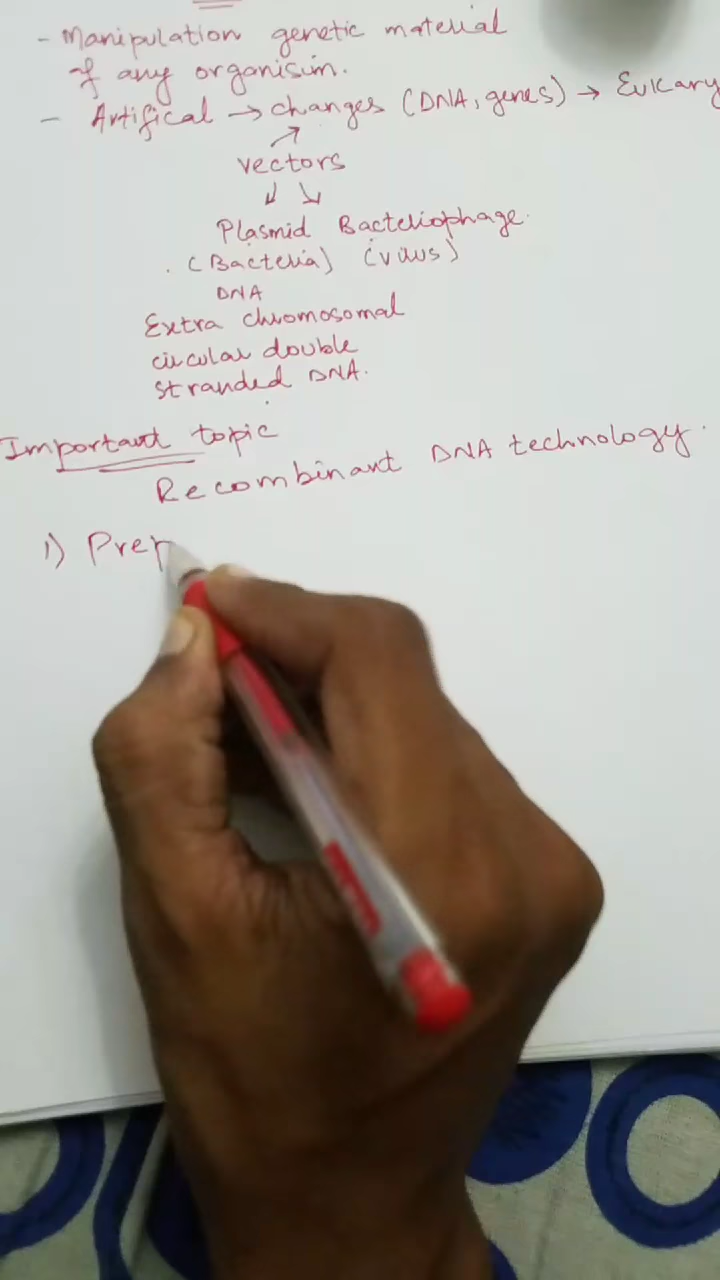 - Manipulation genetic material
of any organisim.
- Artifical → changes (DNA, genes) → Eukary
vectors
Plasmid Bacteriophage.
(Bacteria) (virus)
DNA
Extra chromosomal
circular double
stranded DNA.
Important topic
Recombinant DNA technology.
1) Prep